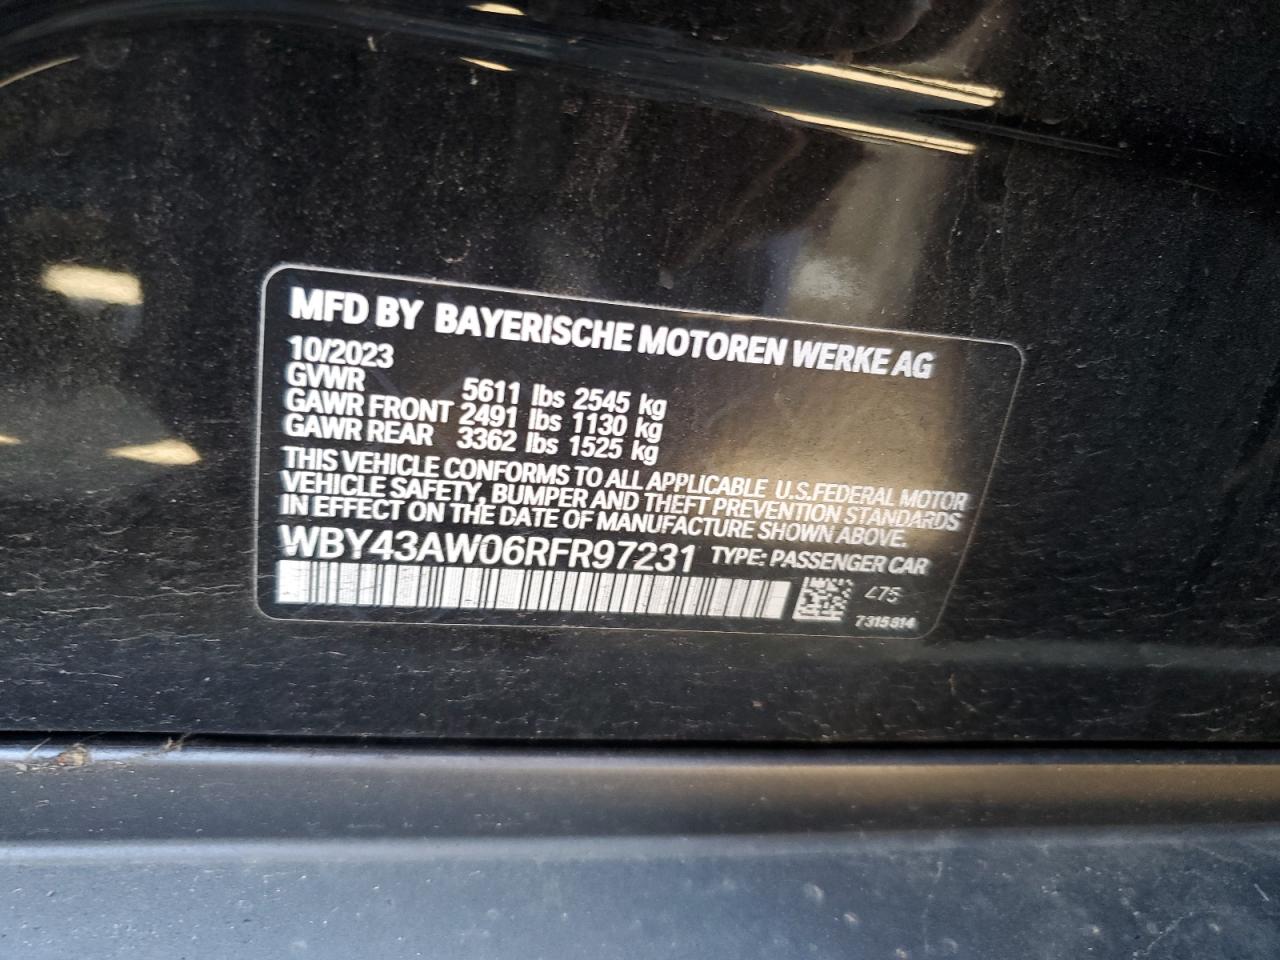 MFD BY BAYERISCHE MOTOREN WERKE AG
10/2023
GVWR 5611 lbs 2545 kg
GAWR FRONT 2491 lbs 1130 kg
GAWR REAR 3362 lbs 1525 kg
THIS VEHICLE CONFORMS TO ALL APPLICABLE U.S.FEDERAL MOTOR
VEHICLE SAFETY, BUMPER AND THEFT PREVENTION STANDARDS
IN EFFECT ON THE DATE OF MANUFACTURE SHOWN ABOVE.
WBY43AW06RFR97231 TYPE: PASSENGER CAR
475
7315814